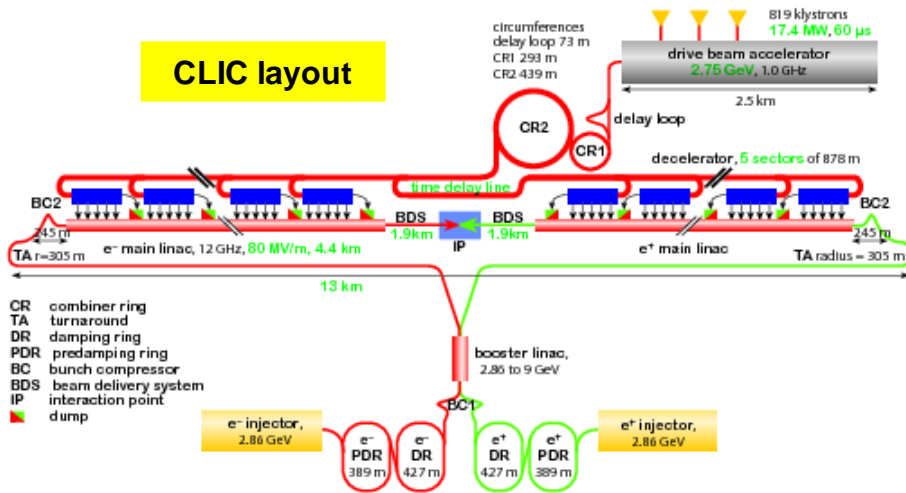 CLIC layout
circumferences
delay loop 73 m
CR1 293 m
CR2 439 m
819 klystrons
17.4 MW, 60 µs
drive beam accelerator
2.75 GeV, 1.0 GHz
2.5 km
CR2
CR1
delay loop
decelerator, 5 sectors of 878 m
time delay line
BC2
BC2
BDS
1.9km
IP
BDS
1.9km
245 m
245 m
e⁻ main linac, 12 GHz, 80 MV/m, 4.4 km
e⁺ main linac
TA r=305 m
TA radius = 305 m
13 km
CR combiner ring
TA turnaround
DR damping ring
PDR predamping ring
BC bunch compressor
BDS beam delivery system
IP interaction point
dump
booster linac,
2.86 to 9 GeV
BC1
e⁻ injector,
2.86 GeV
e⁻
PDR
389 m
e⁻
DR
427 m
e⁺
DR
427 m
e⁺
PDR
389 m
e⁺ injector,
2.86 GeV